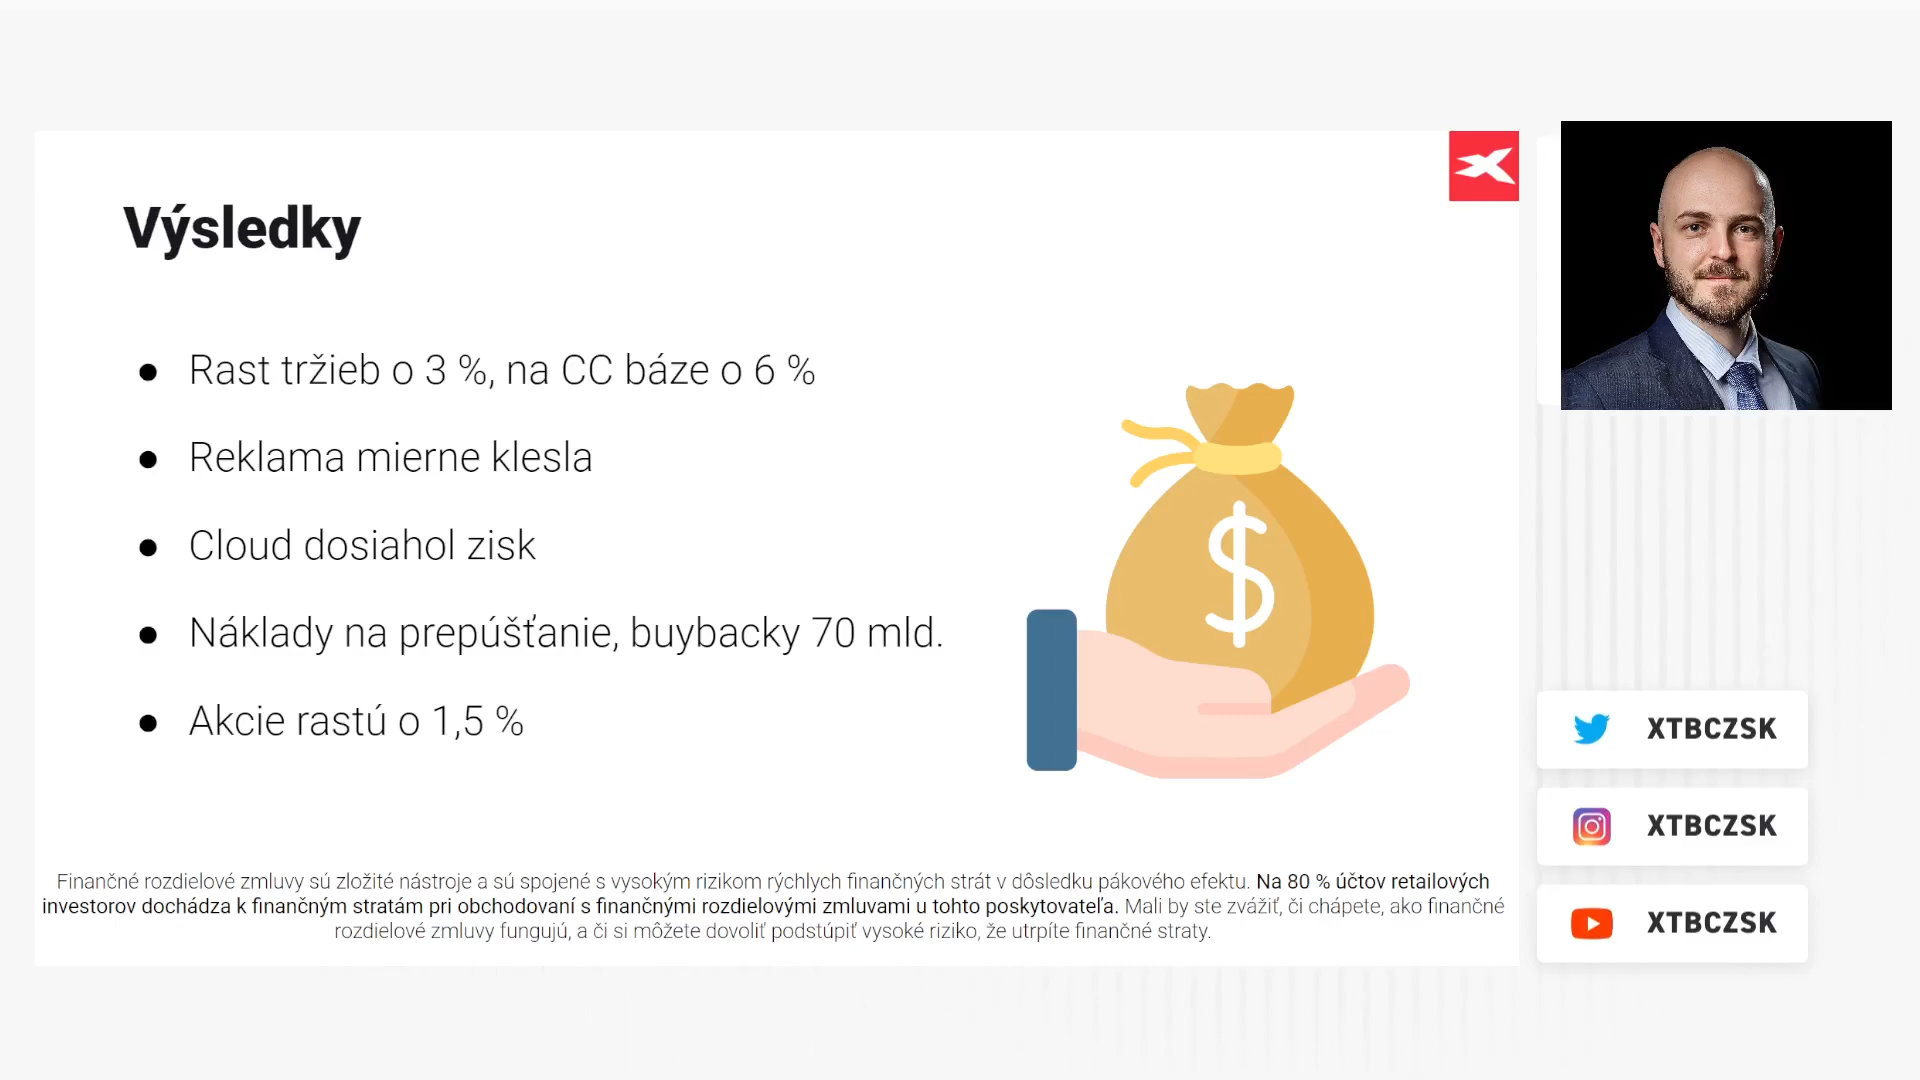 Výsledky
● Rast tržieb o 3 %, na CC báze o 6 %
● Reklama mierne klesla
● Cloud dosiahol zisk
● Náklady na prepúšťanie, buybacky 70 mld.
● Akcie rastú o 1,5 %
$
Finančné rozdielové zmluvy sú zložité nástroje a sú spojené s vysokým rizikom rýchlych finančných strát v dôsledku pákového efektu. Na 80 % účtov retailových
investorov dochádza k finančným stratám pri obchodovaní s finančnými rozdielovými zmluvami u tohto poskytovateľa. Mali by ste zvážiť, či chápete, ako finančné
rozdielové zmluvy fungujú, a či si môžete dovoliť podstúpiť vysoké riziko, že utrpíte finančné straty.
XTBCZSK
XTBCZSK
XTBCZSK